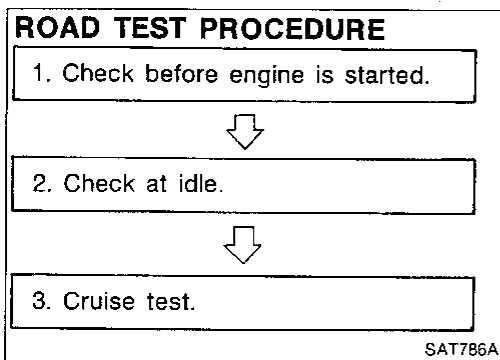 ROAD TEST PROCEDURE
1. Check before engine is started.
2. Check at idle.
3. Cruise test.
SAT786A